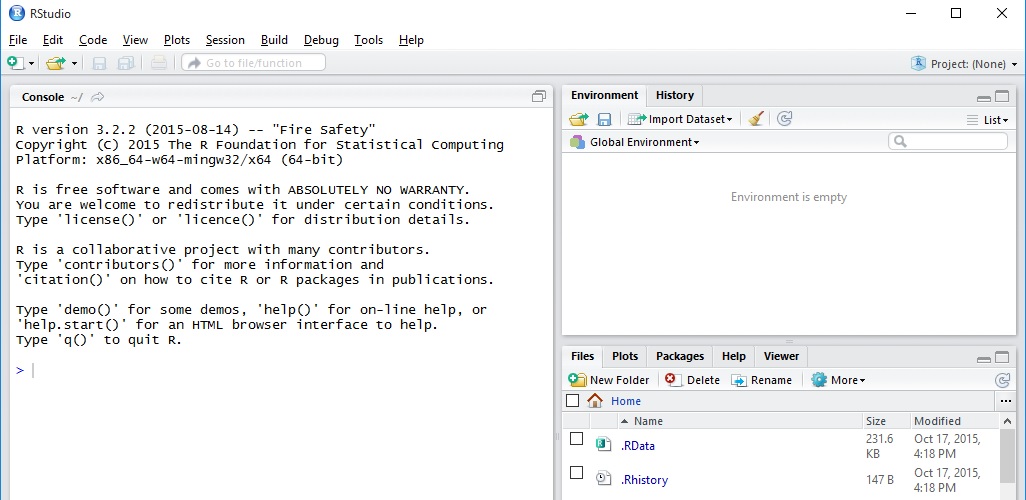 RStudio
File Edit Code View Plots Session Build Debug Tools Help
Go to file/function
Project: (None)
Console ~/
R version 3.2.2 (2015-08-14) -- "Fire Safety"
Copyright (C) 2015 The R Foundation for Statistical Computing
Platform: x86_64-w64-mingw32/x64 (64-bit)
R is free software and comes with ABSOLUTELY NO WARRANTY.
You are welcome to redistribute it under certain conditions.
Type 'license()' or 'licence()' for distribution details.
R is a collaborative project with many contributors.
Type 'contributors()' for more information and
'citation()' on how to cite R or R packages in publications.
Type 'demo()' for some demos, 'help()' for on-line help, or
'help.start()' for an HTML browser interface to help.
Type 'q()' to quit R.
>
Environment History
Import Dataset List
Global Environment
Environment is empty
Files Plots Packages Help Viewer
New Folder Delete Rename More
Home ...
Name Size Modified
.RData 231.6 KB Oct 17, 2015, 4:18 PM
.Rhistory 147 B Oct 17, 2015, 4:18 PM